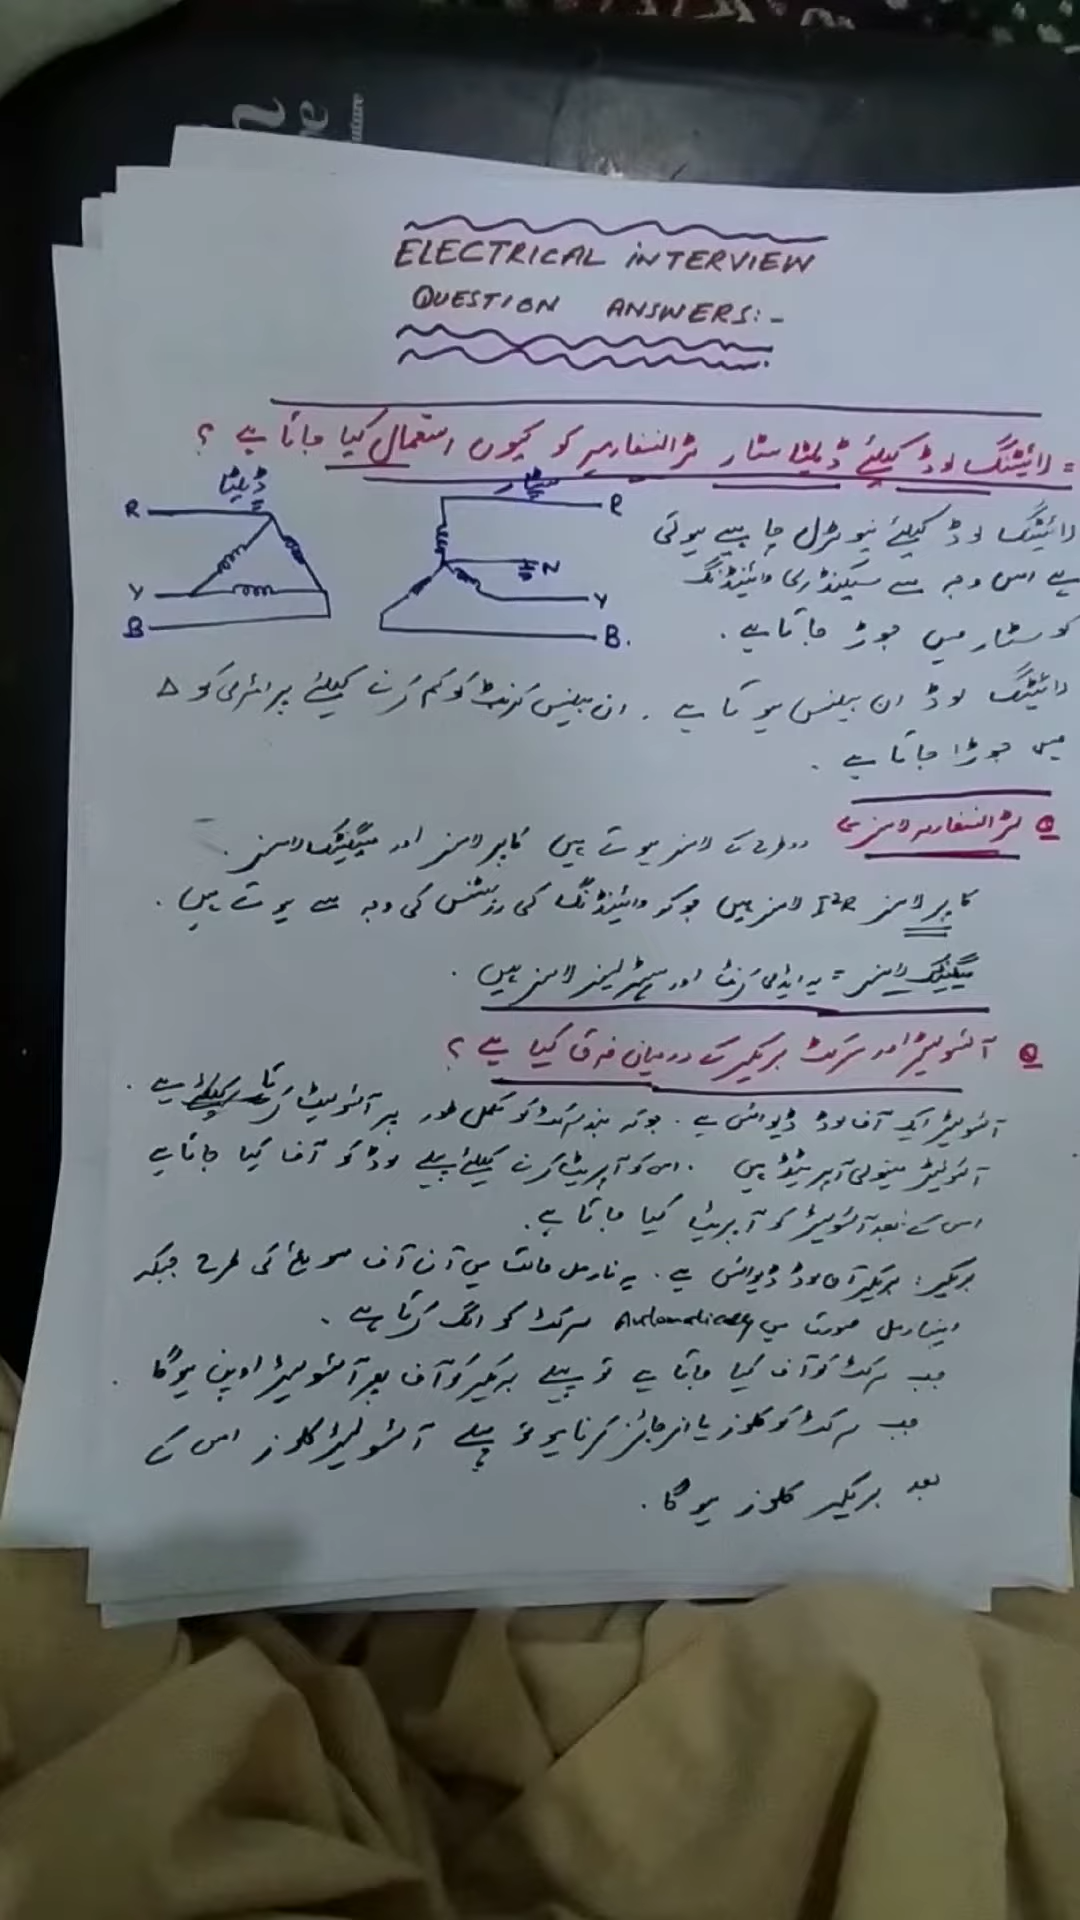 ELECTRICAL INTERVIEW
QUESTION ANSWERS:-
= لائیٹنگ لوڈ کیلئے ڈیلٹا سٹار ٹرانسفارمر کو کیوں استعمال کیا جاتا ہے ؟
ڈیلٹا
R
Y
B
سٹار
R
N
Y
B.
لائیٹنگ لوڈ کیلئے نیوٹرل چاہیے ہوتی
ہے اس وجہ سے سیکنڈری وائینڈنگ
کو سٹار میں جوڑ جاتا ہے .
لائیٹنگ لوڈ ان بیلنس ہوتا ہے . ان بیلنس کرنٹ کو کم کرنے کیلئے پرائمری کو Δ
میں جوڑا جاتا ہے .
Q ٹرانسفارمر لاسز = دو طرح کے لاسز ہوتے ہیں کاپر لاسز اور میگنیٹک لاسز .
کاپر لاسز I²R لاسز ہیں جو کہ وائینڈنگ کی رزسٹنس کی وجہ سے ہوتے ہیں .
میگنیٹک لاسز = یہ ایڈی کرنٹ اور ہسٹریسز لاسز ہیں .
Q آئسولیٹر اور سرکٹ بریکر کے درمیان فرق کیا ہے ؟
آئسولیٹر ایک آف لوڈ ڈیوائس ہے . جو کہ سرکٹ کو مکمل طور پر آئسولیٹ کرتا ہے .
آئسولیٹر مینولی آپریٹڈ ہیں . اس کو آپریٹ کرنے کیلئے پہلے لوڈ کو آف کیا جاتا ہے
اس کے بعد آئسولیٹر کو آپریٹ کیا جاتا ہے .
بریکر : بریکر آن لوڈ ڈیوائس ہے . یہ نارمل حالت میں آن آف سوئچ کی طرح جبکہ
ابنارمل صورت میں Automatically سرکٹ کو الگ کرتا ہے .
جب سرکٹ کو آف کیا جاتا ہے تو پہلے بریکر کو آف پھر آئسولیٹر اوپن ہوگا .
جب سرکٹ کو کلوز یا انرجائز کرنا ہو تو پہلے آئسولیٹر کلوز اس کے
بعد بریکر کلوز ہو گا .